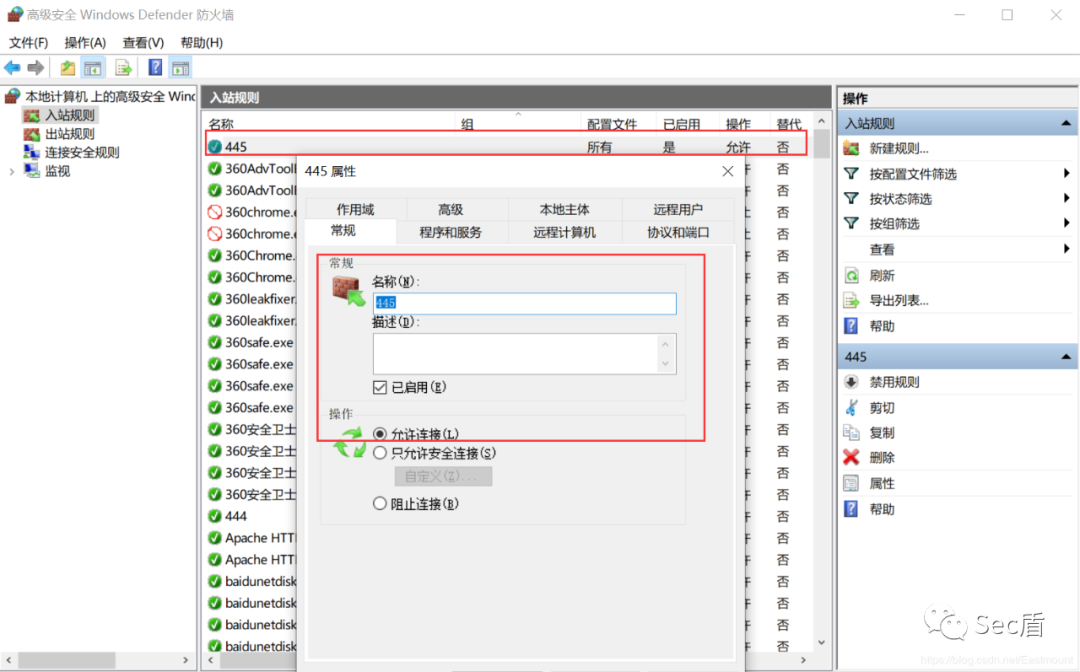 高级安全 Windows Defender 防火墙
文件(F) 操作(A) 查看(V) 帮助(H)
本地计算机 上的高级安全 Wind
入站规则
出站规则
连接安全规则
监视
入站规则
名称 组 配置文件 已启用 操作 替代
445 所有 是 允许 否
360AdvTool 否
360AdvTool 否
360chrome.e 否
360chrome.e 否
360Chrome. 否
360Chrome. 否
360leakfixer. 否
360leakfixer. 否
360safe.exe 否
360safe.exe 否
360safe.exe 否
360safe.exe 否
360安全卫士 否
360安全卫士 否
360安全卫士 否
360安全卫士 否
444 否
Apache HTT 否
Apache HTT 否
baidunetdisk 否
baidunetdisk 否
baidunetdisk 否
baidunetdisk 否
445 属性
作用域 高级 本地主体 远程用户
常规 程序和服务 远程计算机 协议和端口
常规
名称(N):
445
描述(D):
已启用(E)
操作
允许连接(L)
只允许安全连接(S)
自定义(Z)...
阻止连接(B)
操作
入站规则
新建规则...
按配置文件筛选
按状态筛选
按组筛选
查看
刷新
导出列表...
帮助
445
禁用规则
剪切
复制
删除
属性
帮助
Sec盾
https://blog.csdn.net/Eastmount